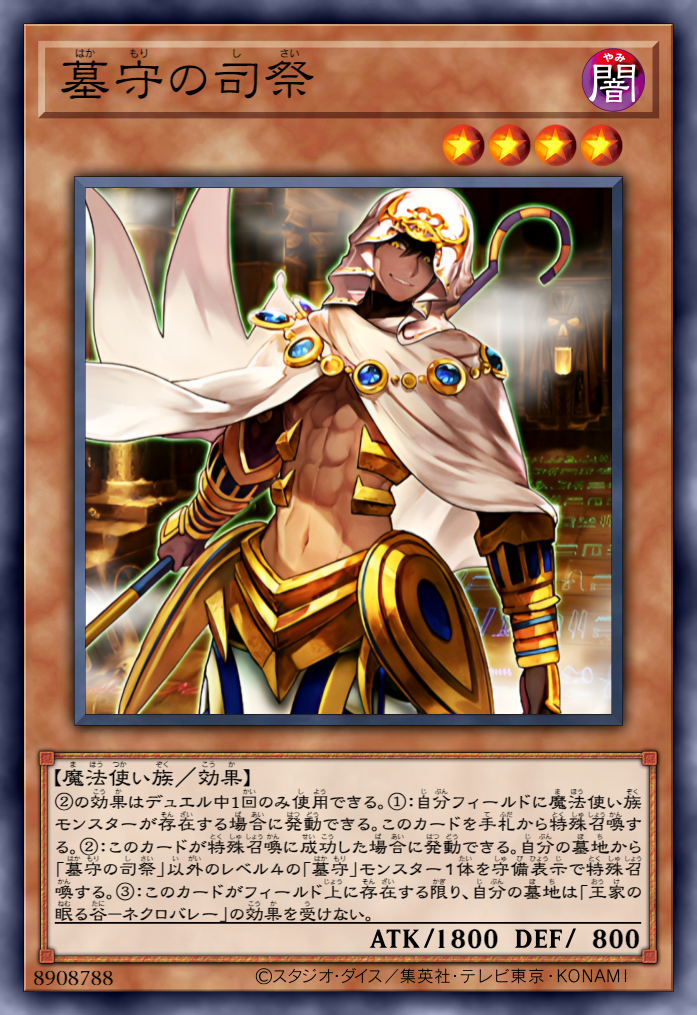 墓守の司祭
闇
【魔法使い族／効果】
②の効果はデュエル中1回のみ使用できる。①：自分フィールドに魔法使い族
モンスターが存在する場合に発動できる。このカードを手札から特殊召喚す
る。②：このカードが特殊召喚に成功した場合に発動できる。自分の墓地から
「墓守の司祭」以外のレベル4の「墓守」モンスター1体を守備表示で特殊召
喚する。③：このカードがフィールド上に存在する限り、自分の墓地は「王家の
眠る谷－ネクロバレー」の効果を受けない。
ATK/1800 DEF/ 800
8908788 ©スタジオ・ダイス／集英社・テレビ東京・KONAMI